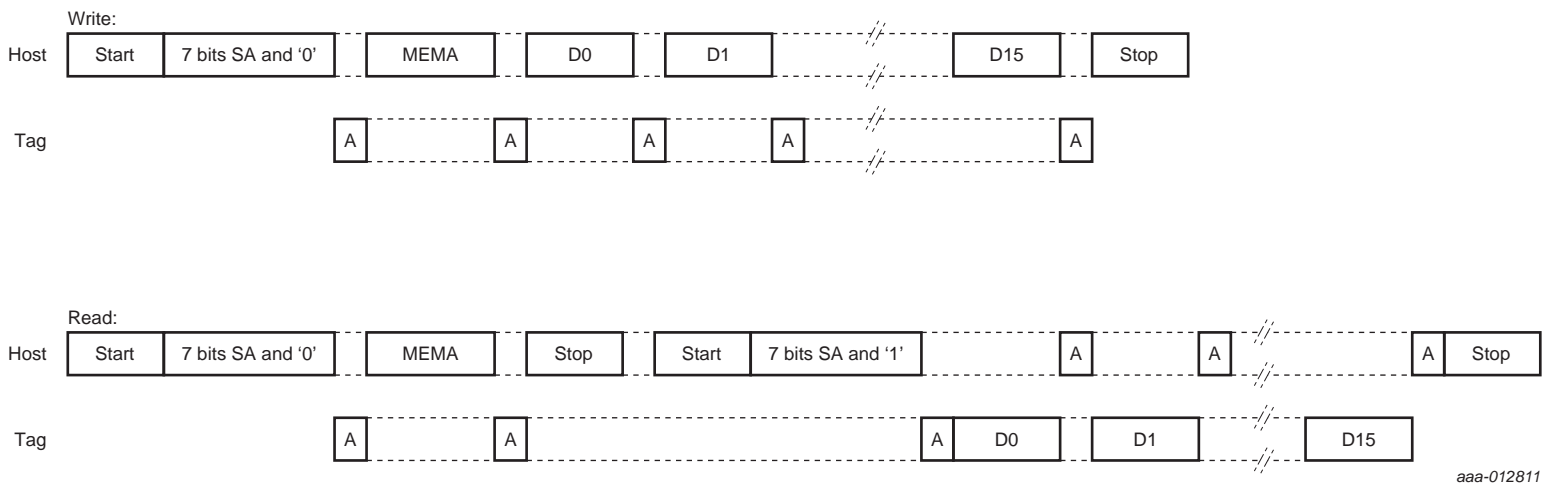 Write:
Host Start 7 bits SA and ‘0’ MEMA D0 D1 D15 Stop
Tag A A A A A
Read:
Host Start 7 bits SA and ‘0’ MEMA Stop Start 7 bits SA and ‘1’ A A A Stop
Tag A A A D0 D1 D15
aaa-012811